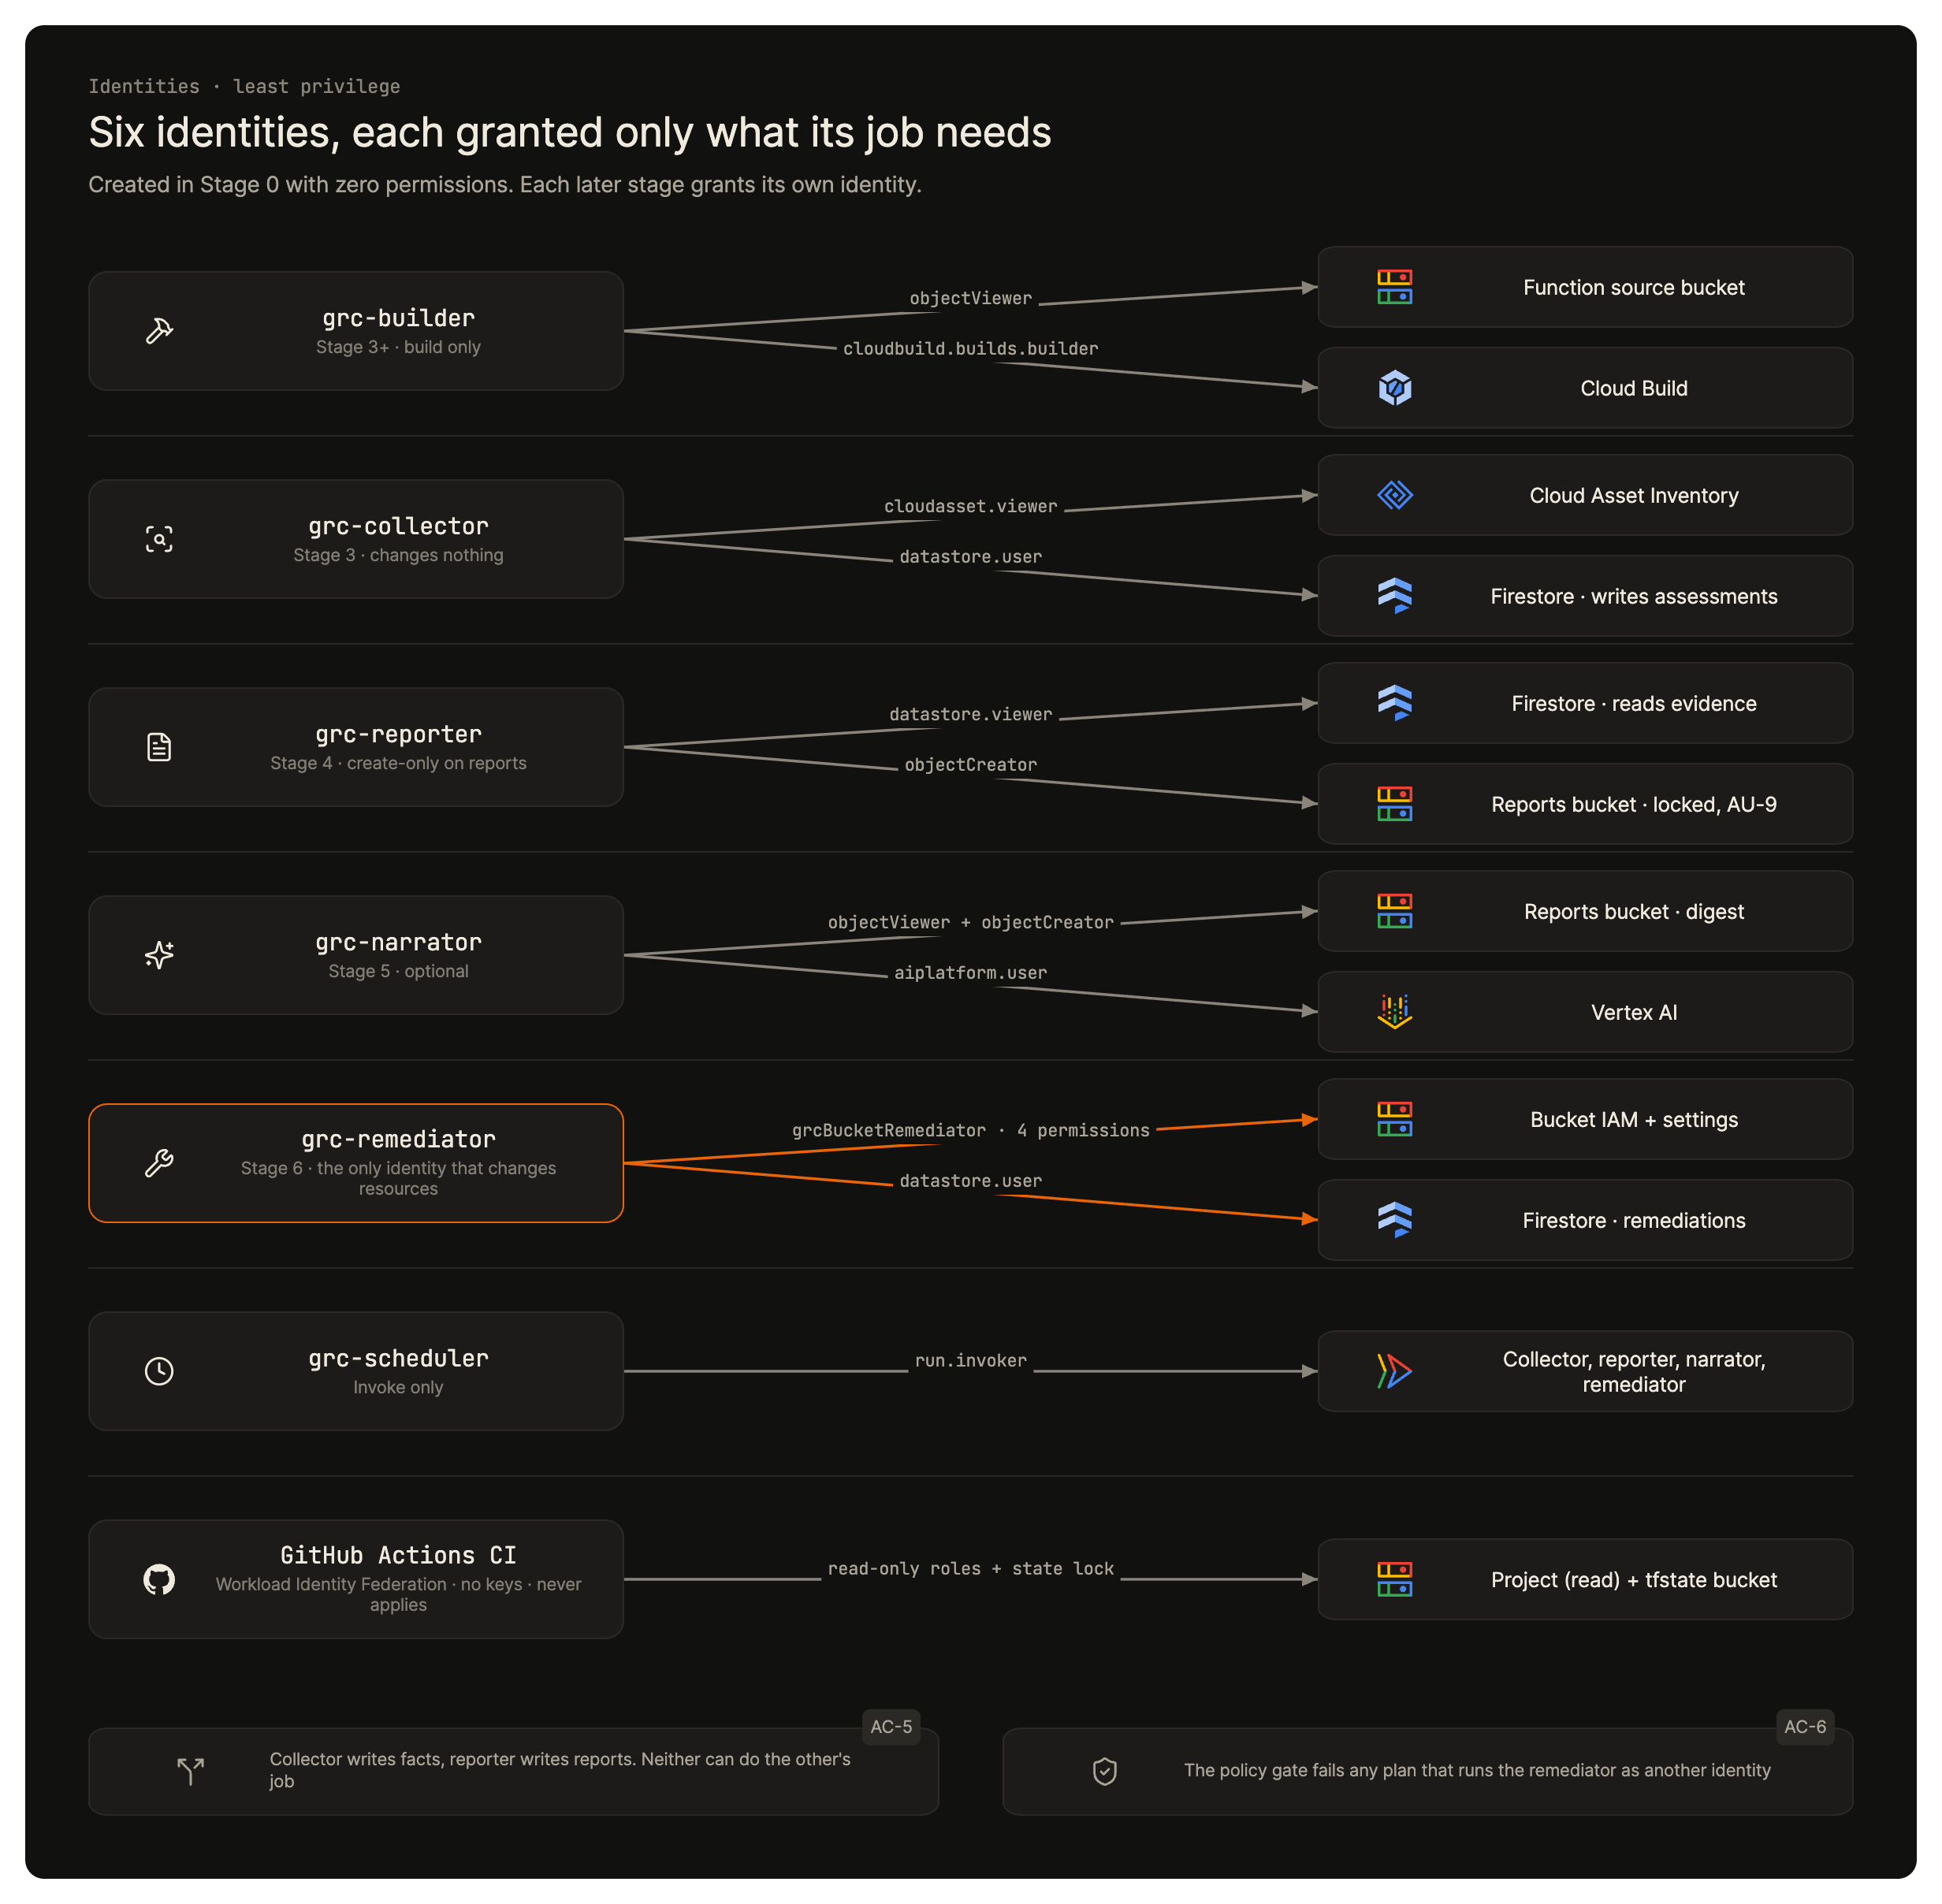 Identities · least privilege
Six identities, each granted only what its job needs
Created in Stage 0 with zero permissions. Each later stage grants its own identity.
grc-builder
Stage 3+ · build only
objectViewer
cloudbuild.builds.builder
Function source bucket
Cloud Build
grc-collector
Stage 3 · changes nothing
cloudasset.viewer
datastore.user
Cloud Asset Inventory
Firestore · writes assessments
grc-reporter
Stage 4 · create-only on reports
datastore.viewer
objectCreator
Firestore · reads evidence
Reports bucket · locked, AU-9
grc-narrator
Stage 5 · optional
objectViewer + objectCreator
aiplatform.user
Reports bucket · digest
Vertex AI
grc-remediator
Stage 6 · the only identity that changes
resources
grcBucketRemediator · 4 permissions
datastore.user
Bucket IAM + settings
Firestore · remediations
grc-scheduler
Invoke only
run.invoker
Collector, reporter, narrator,
remediator
GitHub Actions CI
Workload Identity Federation · no keys · never
applies
read-only roles + state lock
Project (read) + tfstate bucket
AC-5
Collector writes facts, reporter writes reports. Neither can do the other's
job
AC-6
The policy gate fails any plan that runs the remediator as another identity